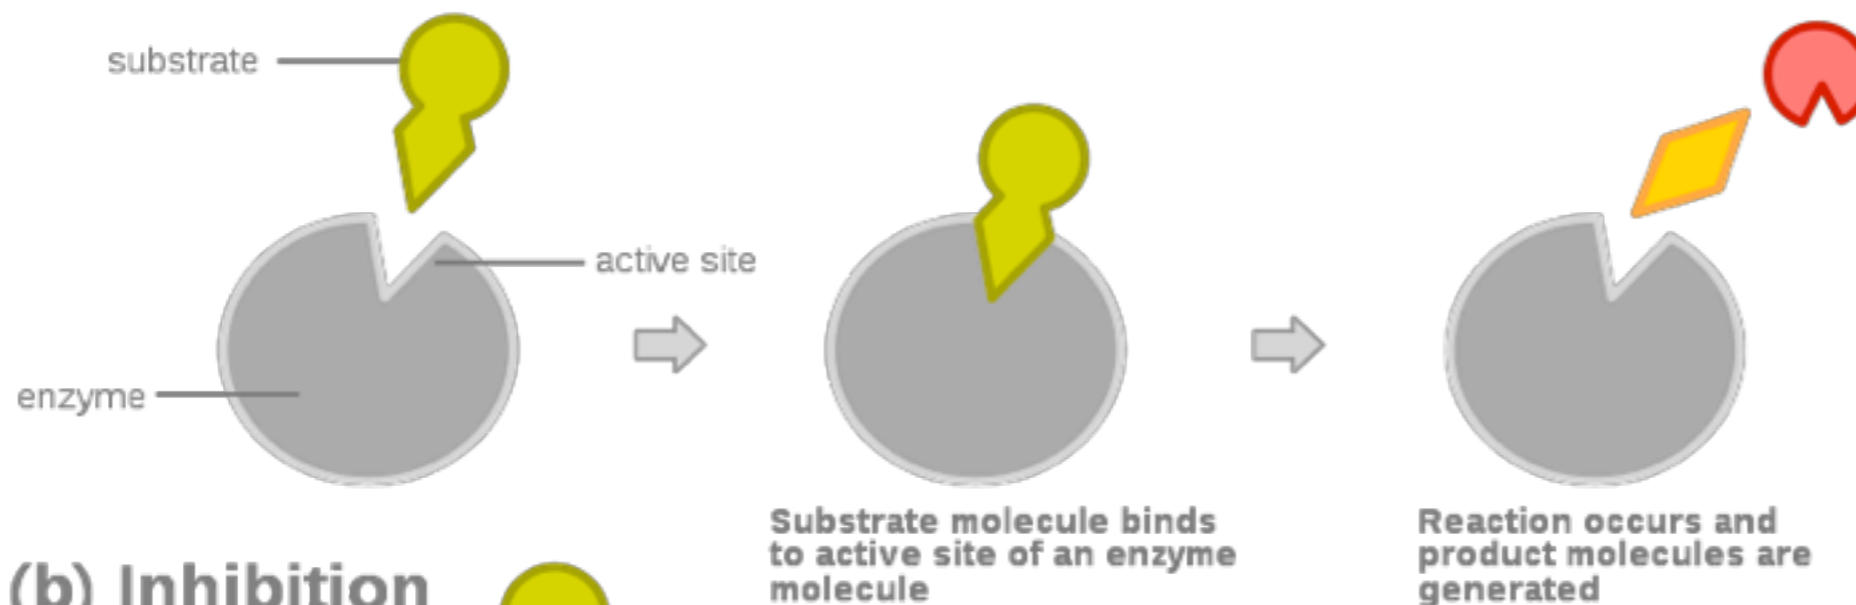 substrate
active site
enzyme
Substrate molecule binds
to active site of an enzyme
molecule
Reaction occurs and
product molecules are
generated
(b) Inhibition